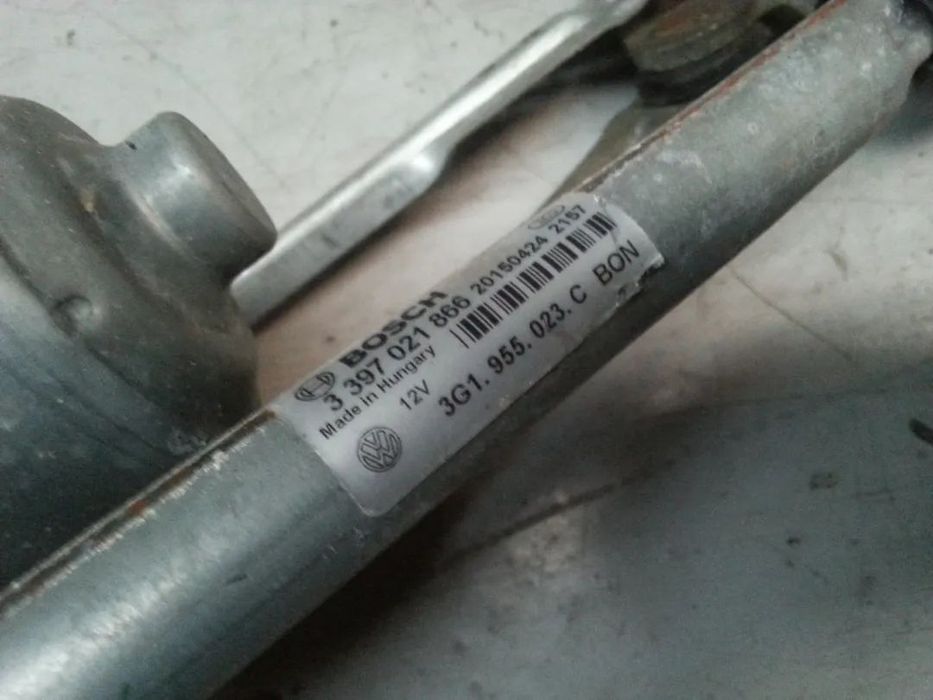 BOSCH
3 397 021 866 20150424 2157
Made in Hungary
12V 3G1. 955. 023. C BON